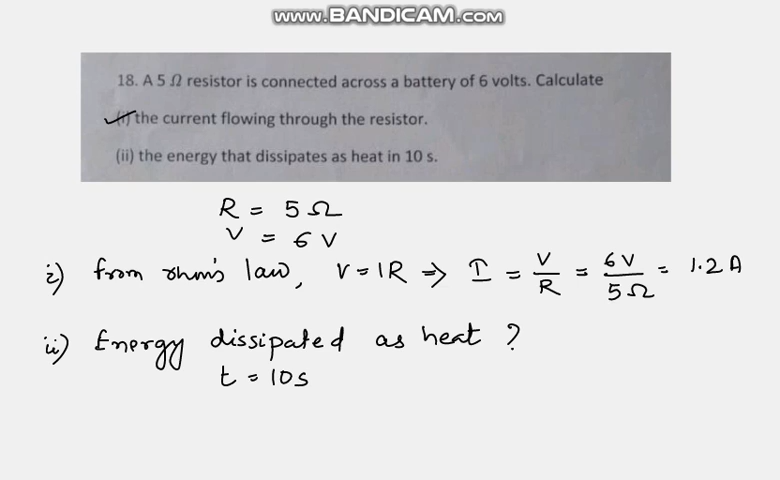 www.BANDICAM.com
18. A 5 Ω resistor is connected across a battery of 6 volts. Calculate
(i) the current flowing through the resistor.
(ii) the energy that dissipates as heat in 10 s.
R = 5 Ω
V = 6 V
i) from ohm's law, V = IR ⇒ I = V/R = 6V/5Ω = 1.2 A
ii) Energy dissipated as heat ?
t = 10s